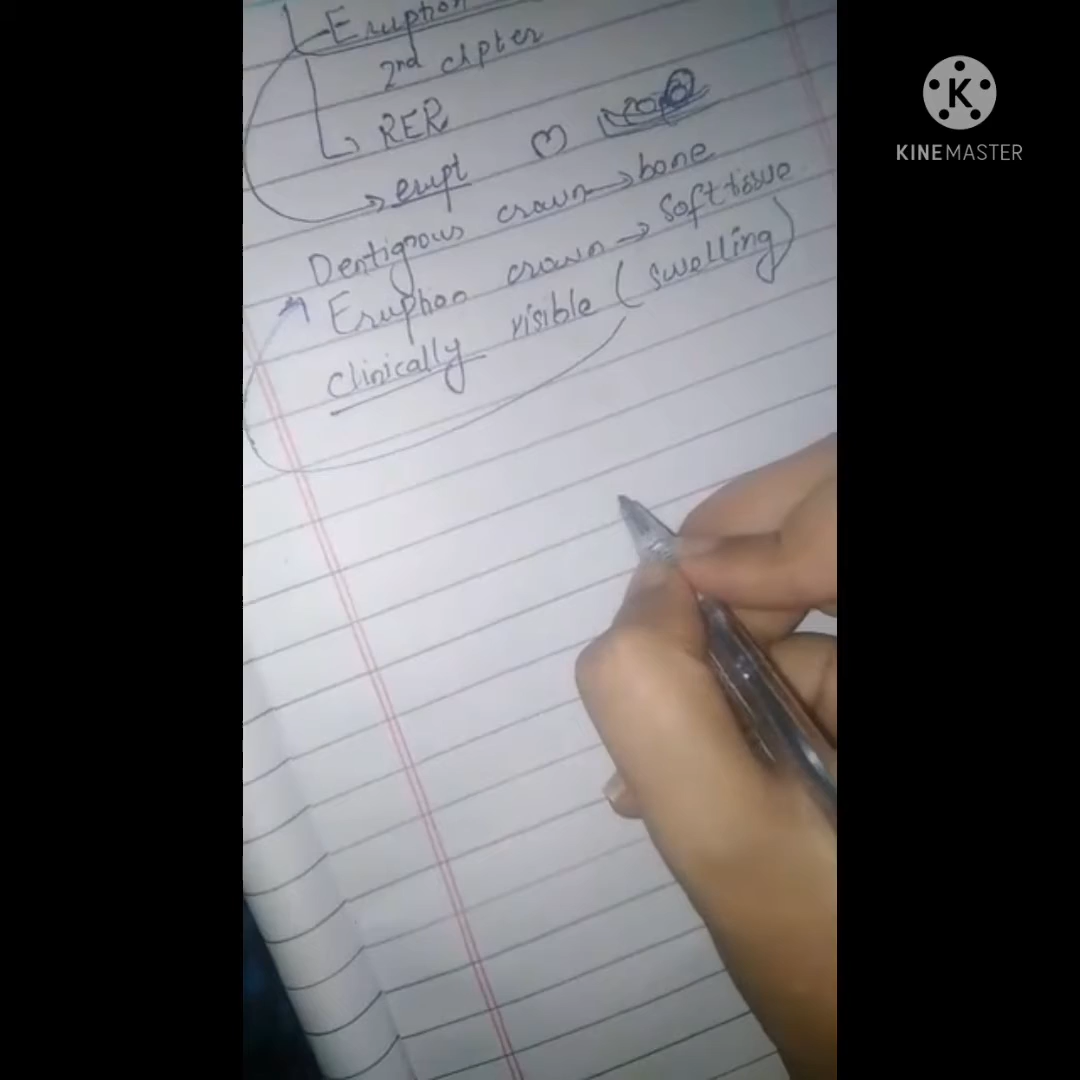 Eruption
2nd chpter
RER
erupt
Dentigrous crown → bone
Eruption crown → soft tissue
clinically visible (swelling)
K
KINEMASTER